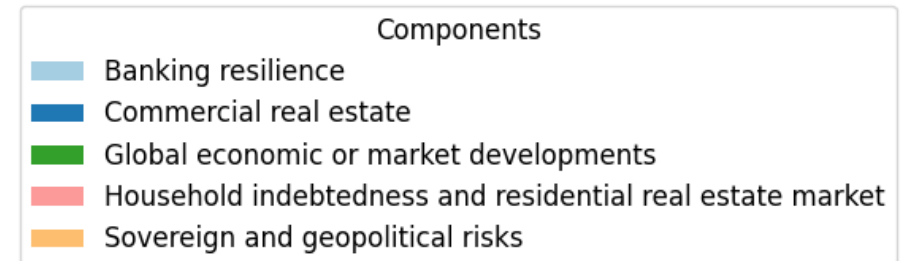 Components
Banking resilience
Commercial real estate
Global economic or market developments
Household indebtedness and residential real estate market
Sovereign and geopolitical risks